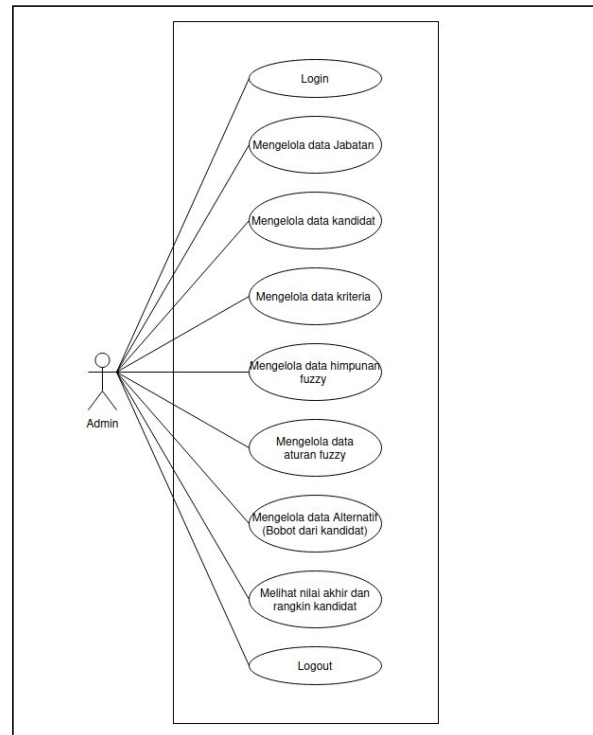 Login
Mengelola data Jabatan
Mengelola data kandidat
Mengelola data kriteria
Mengelola data himpunan
fuzzy
Admin
Mengelola data
aturan fuzzy
Mengelola data Alternatif
(Bobot dari kandidat)
Melihat nilai akhir dan
rangkin kandidat
Logout